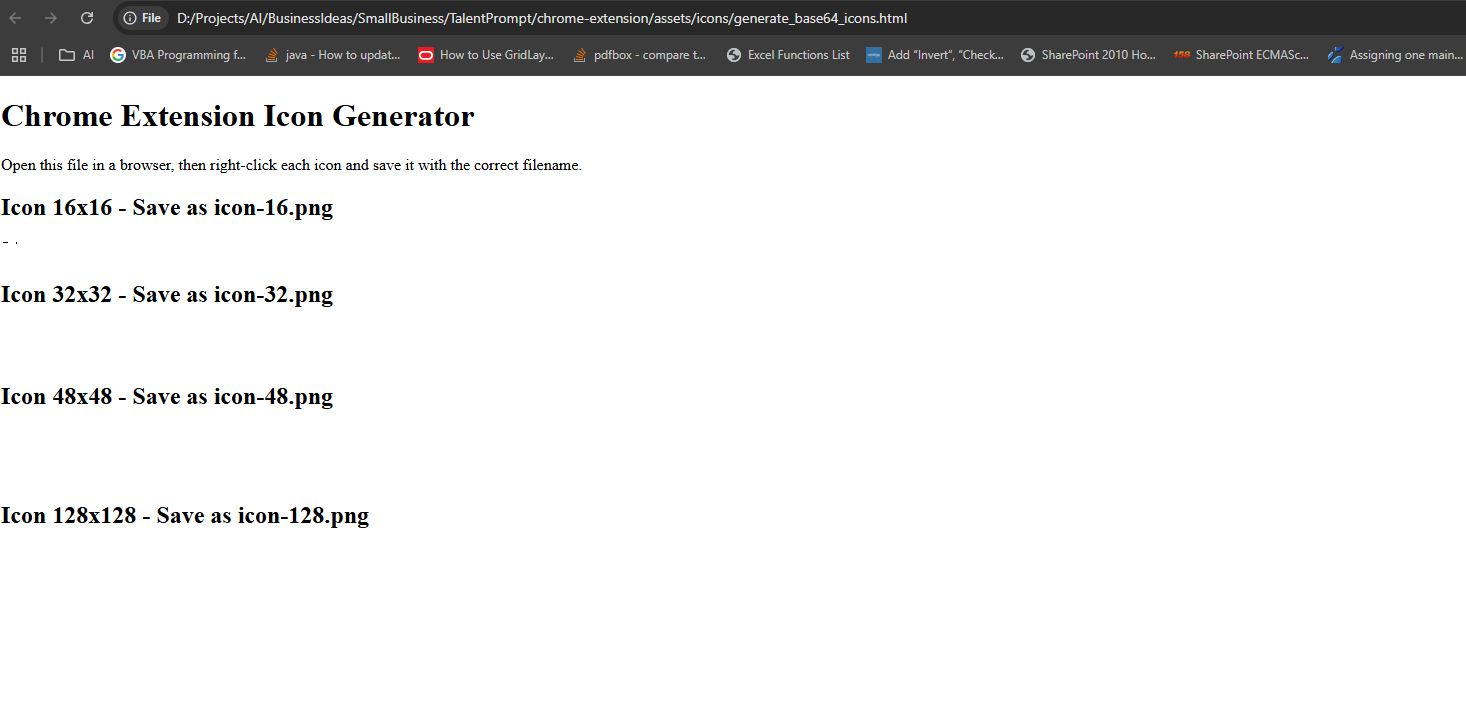 File D:/Projects/AI/BusinessIdeas/SmallBusiness/TalentPrompt/chrome-extension/assets/icons/generate_base64_icons.html
AI VBA Programming f... java - How to updat... How to Use GridLay... pdfbox - compare t... Excel Functions List Add "Invert", "Check... SharePoint 2010 Ho... 158 SharePoint ECMASc... Assigning one main...
Chrome Extension Icon Generator
Open this file in a browser, then right-click each icon and save it with the correct filename.
Icon 16x16 - Save as icon-16.png
Icon 32x32 - Save as icon-32.png
Icon 48x48 - Save as icon-48.png
Icon 128x128 - Save as icon-128.png